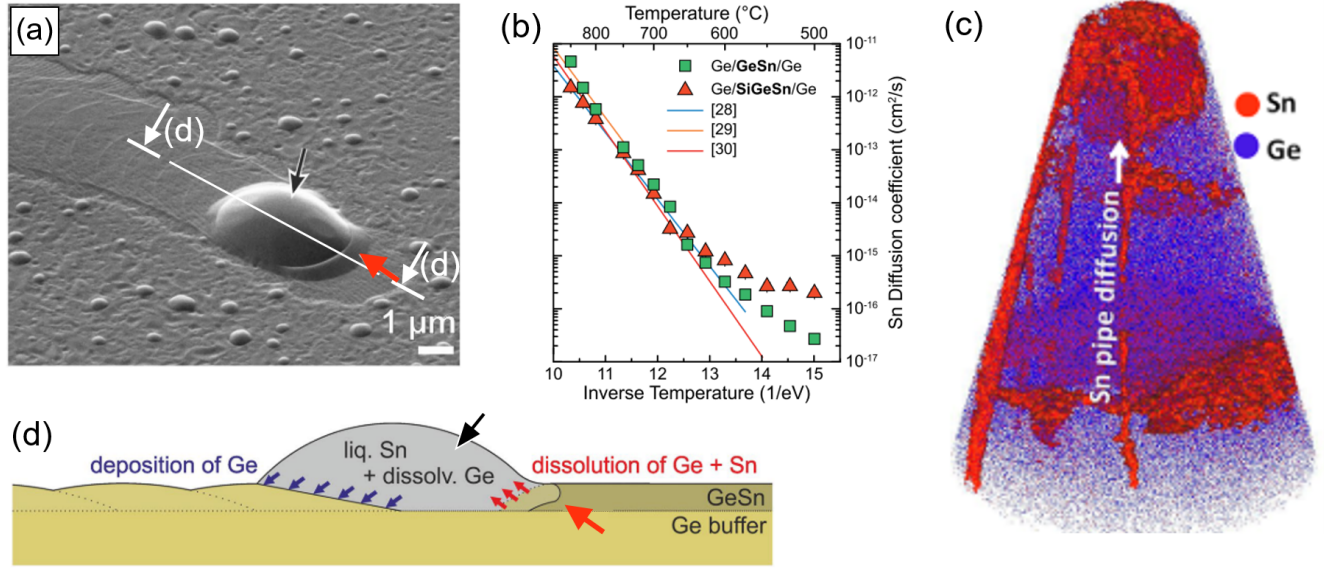 (a)
(d)
(d)
1 μm
(b)
Temperature (°C)
800 700 600 500
Ge/GeSn/Ge
Ge/SiGeSn/Ge
[28]
[29]
[30]
10⁻¹¹
10⁻¹²
10⁻¹³
10⁻¹⁴
10⁻¹⁵
10⁻¹⁶
10⁻¹⁷
Sn Diffusion coefficient (cm²/s)
10 11 12 13 14 15
Inverse Temperature (1/eV)
(c)
Sn
Ge
Sn pipe diffusion
(d)
deposition of Ge
liq. Sn
+ dissolv. Ge
dissolution of Ge + Sn
GeSn
Ge buffer